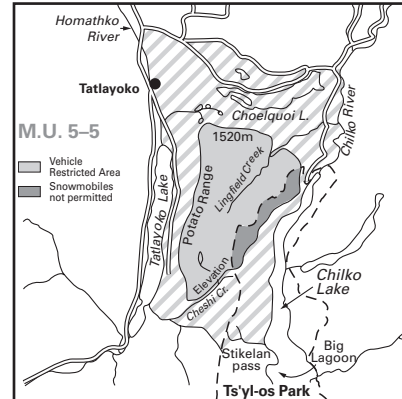 Homathko
River
Tatlayoko
Choelquoi L.
Chilko River
M.U. 5–5
1520m
Vehicle
Restricted Area
Snowmobiles
not permitted
Lingfield Creek
Potato Range
Tatlayoko Lake
Elevation
Cheshi Cr.
Chilko
Lake
Stikelan
pass
Big
Lagoon
Ts'yl-os Park